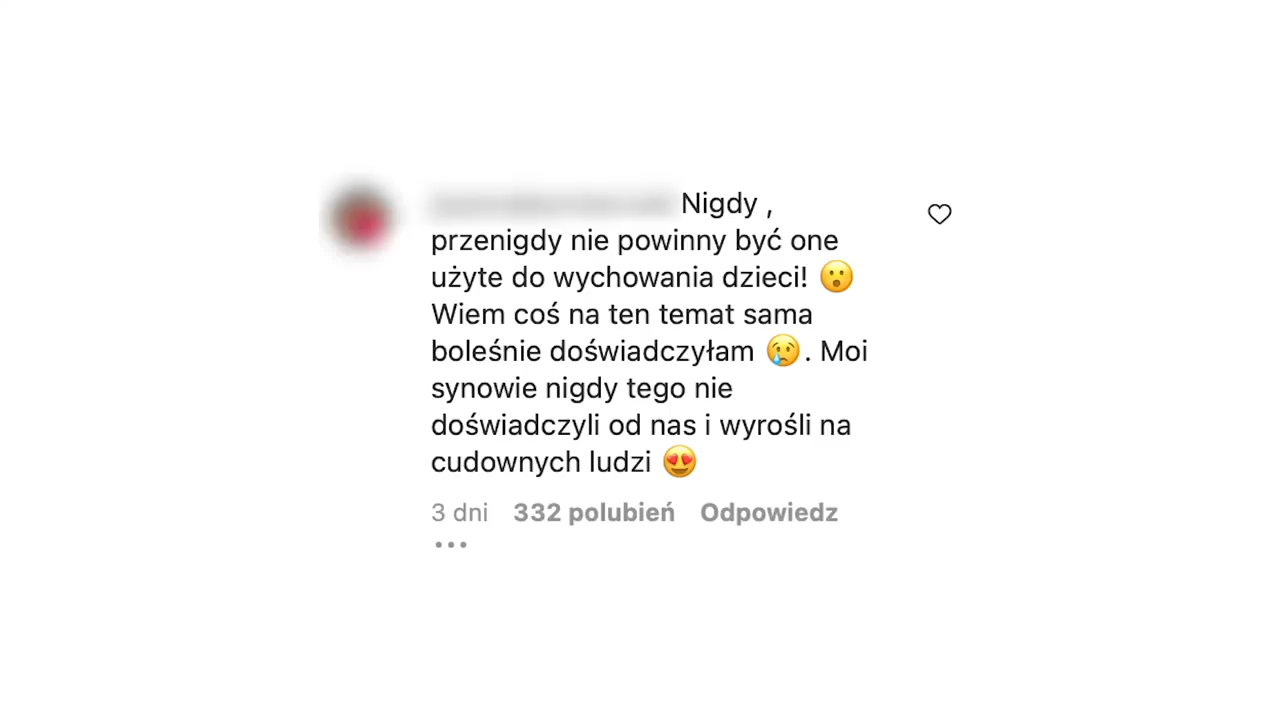 Nigdy ,
przenigdy nie powinny być one
użyte do wychowania dzieci! 😮
Wiem coś na ten temat sama
boleśnie doświadczyłam 😢. Moi
synowie nigdy tego nie
doświadczyli od nas i wyrośli na
cudownych ludzi 😍
3 dni 332 polubień Odpowiedz
•••